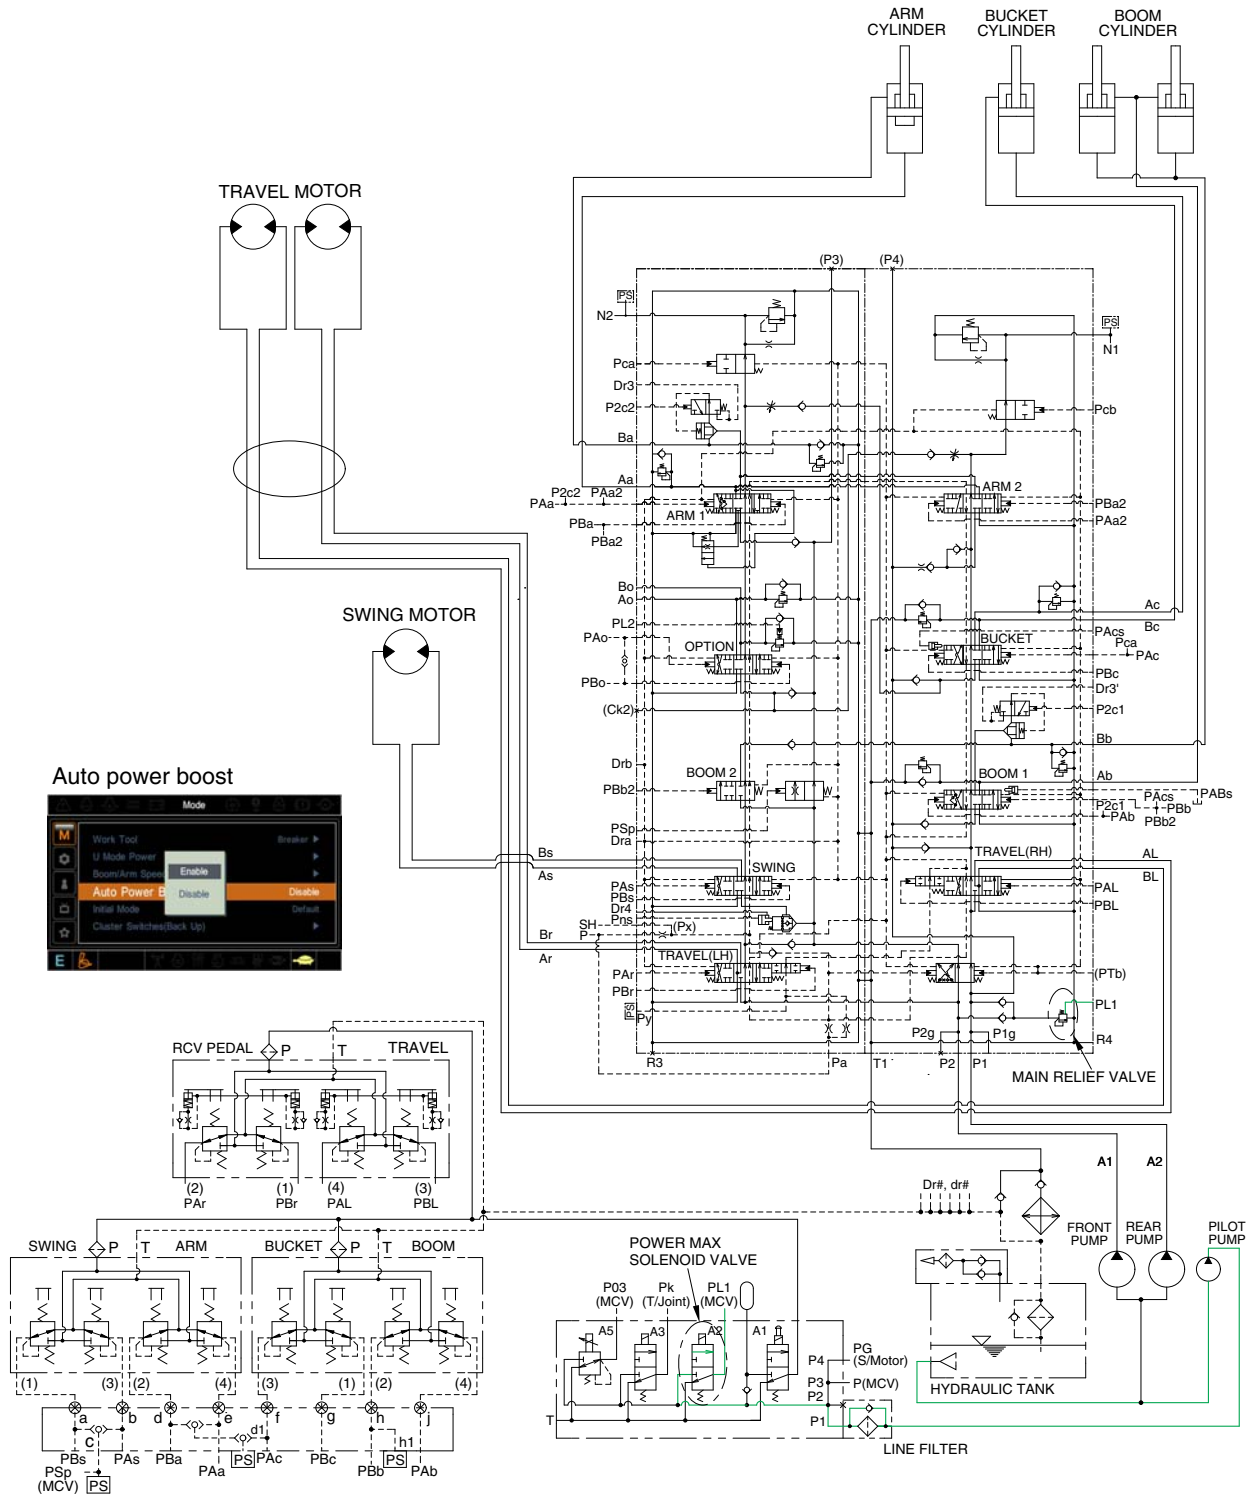 ARM
CYLINDER
BUCKET
CYLINDER
BOOM
CYLINDER
TRAVEL MOTOR
(P3)
(P4)
PS
N2
PS
N1
Pca
Dr3
P2c2
Pcb
Ba
Aa
P2c2 PAa2
PAa
ARM 1
ARM 2
PBa2
PBa
PAa2
PBa2
Bo
Ao
Ac
SWING MOTOR
PL2
Bc
PAo
PAcs
OPTION
BUCKET
Pca
PAc
PBo
PBc
Dr3'
(Ck2)
P2c1
Bb
Drb
Auto power boost
BOOM 2
BOOM 1
Ab
PBb2
PAcs
PABs
P2c1
PBb
PAb
PBb2
PSp
Dra
Mode
M
Work Tool
Breaker
U Mode Power
Enable
Boom/Arm Spee
Auto Power B
Disable
Disable
Initial Mode
Default
Cluster Switches(Back Up)
E
TRAVEL(RH)
AL
Bs
BL
As
SWING
PAs
PAL
PBs
PBL
Dr4
Pns
SH
(Px)
P
Br
Ar
TRAVEL(LH)
PAr
(PTb)
PBr
PL1
PS
Py
P2g
P1g
R4
R3
Pa
T1
P2
P1
MAIN RELIEF VALVE
RCV PEDAL
P
T
TRAVEL
(2)
(1)
(4)
(3)
PAr
PBr
PAL
PBL
A1
A2
Dr#, dr#
SWING
P
T
ARM
BUCKET
P
T
BOOM
POWER MAX
SOLENOID VALVE
FRONT
PUMP
REAR
PUMP
PILOT
PUMP
P03
(MCV)
Pk
(T/Joint)
PL1
(MCV)
A5
A3
A2
A1
PG
(S/Motor)
P4
P3
P(MCV)
P2
HYDRAULIC TANK
(1)
(3)
(2)
(4)
(3)
(1)
(2)
(4)
T
P1
LINE FILTER
a
b
d
e
f
g
h
j
c
d1
h1
PBs
PAs
PBa
PAa
PS
PAc
PBc
PBb
PS
PAb
PSp
(MCV)
PS